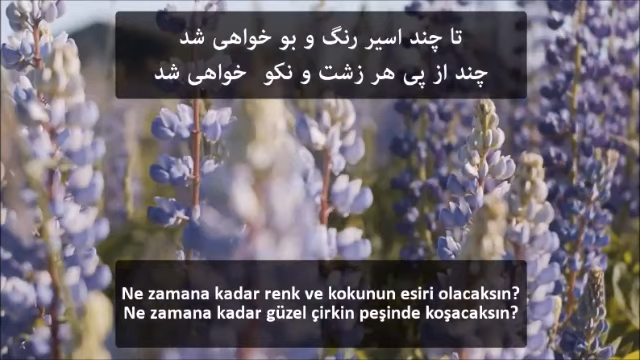 تا چند اسیر رنگ و بو خواهی شد
چند از پی هر زشت و نکو خواهی شد
Ne zamana kadar renk ve kokunun esiri olacaksın?
Ne zamana kadar güzel çirkin peşinde koşacaksın?